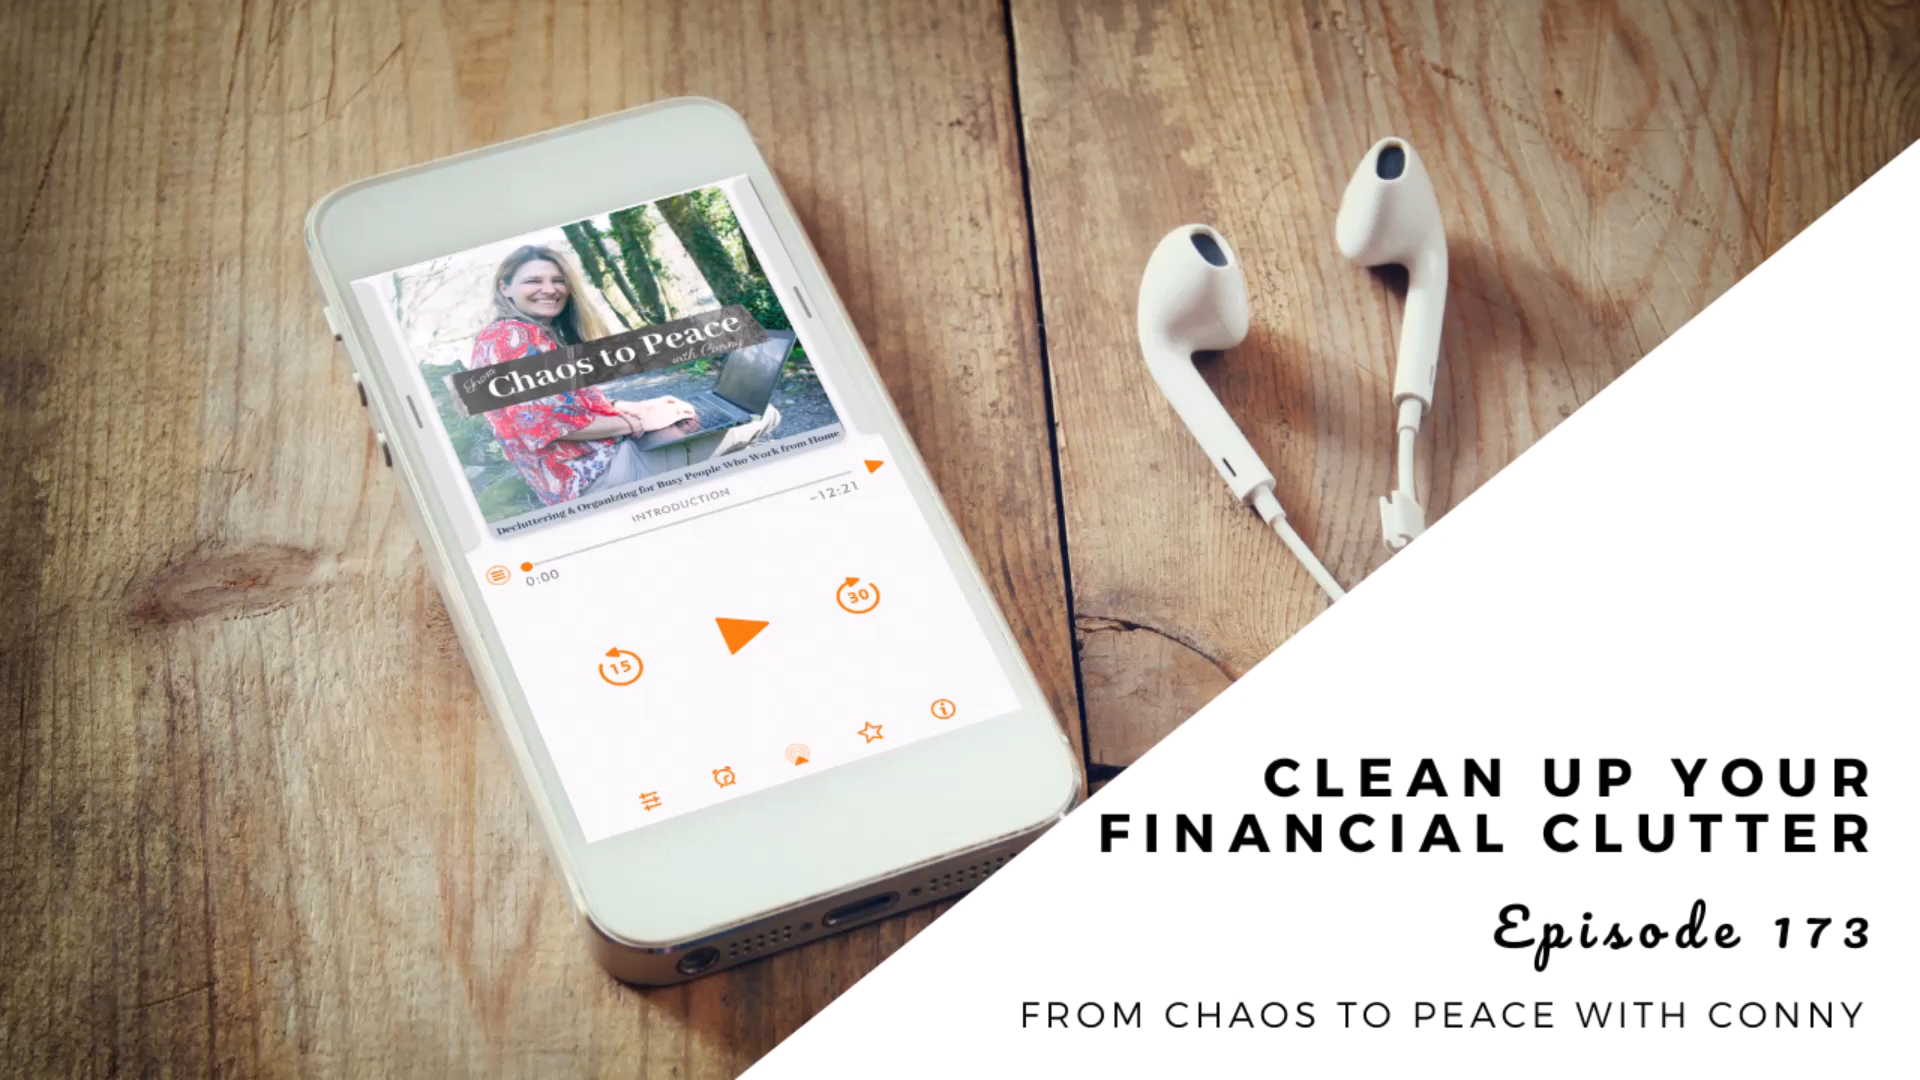 From
Chaos to Peace
with Conny
Decluttering & Organizing for Busy People Who Work from Home
INTRODUCTION
-12:21
0:00
15
30
CLEAN UP YOUR
FINANCIAL CLUTTER
Episode 173
FROM CHAOS TO PEACE WITH CONNY